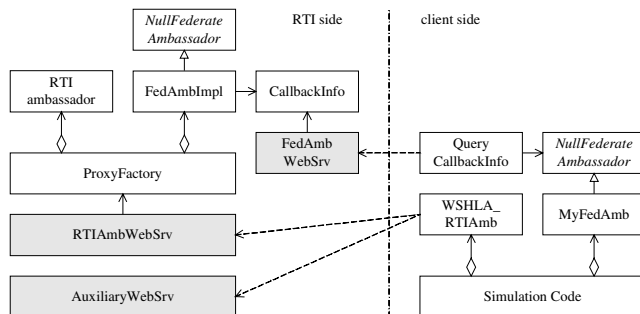 NullFederate
Ambassador
RTI side
client side
RTI
ambassador
FedAmbImpl
CallbackInfo
FedAmb
WebSrv
Query
CallbackInfo
NullFederate
Ambassador
ProxyFactory
RTIAmbWebSrv
WSHLA_
RTIAmb
MyFedAmb
AuxiliaryWebSrv
Simulation Code